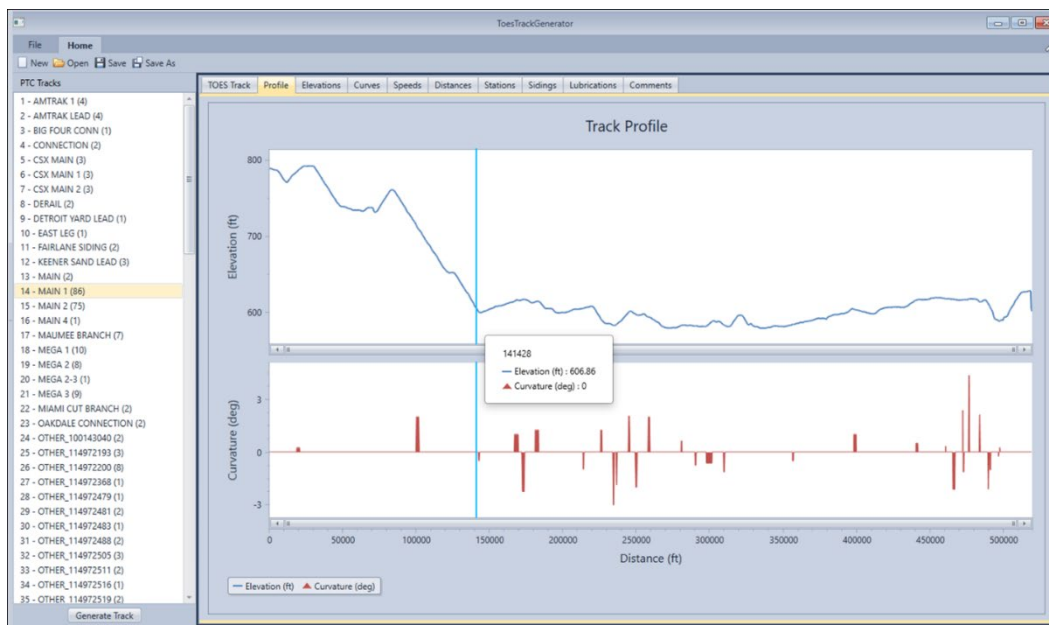 ToesTrackGenerator
File Home
New Open Save Save As
PTC Tracks
1 - AMTRAK 1 (4)
2 - AMTRAK LEAD (4)
3 - BIG FOUR CONN (1)
4 - CONNECTION (2)
5 - CSX MAIN (3)
6 - CSX MAIN 1 (3)
7 - CSX MAIN 2 (3)
8 - DERAIL (2)
9 - DETROIT YARD LEAD (1)
10 - EAST LEG (1)
11 - FAIRLANE SIDING (2)
12 - KEENER SAND LEAD (3)
13 - MAIN (2)
14 - MAIN 1 (86)
15 - MAIN 2 (75)
16 - MAIN 4 (1)
17 - MAUMEE BRANCH (7)
18 - MEGA 1 (10)
19 - MEGA 2 (8)
20 - MEGA 2-3 (1)
21 - MEGA 3 (9)
22 - MIAMI CUT BRANCH (2)
23 - OAKDALE CONNECTION (2)
24 - OTHER_100143040 (2)
25 - OTHER_114972193 (3)
26 - OTHER_114972200 (8)
27 - OTHER_114972368 (1)
28 - OTHER_114972479 (1)
29 - OTHER_114972481 (2)
30 - OTHER_114972483 (1)
31 - OTHER_114972488 (2)
32 - OTHER_114972505 (3)
33 - OTHER_114972511 (2)
34 - OTHER_114972516 (1)
35 - OTHER_114972519 (2)
Generate Track
TOES Track Profile Elevations Curves Speeds Distances Stations Sidings Lubrications Comments
Track Profile
Elevation (ft)
800
700
600
141428
Elevation (ft) : 606.86
Curvature (deg) : 0
Curvature (deg)
3
0
-3
0 50000 100000 150000 200000 250000 300000 350000 400000 450000 500000
Distance (ft)
Elevation (ft) Curvature (deg)